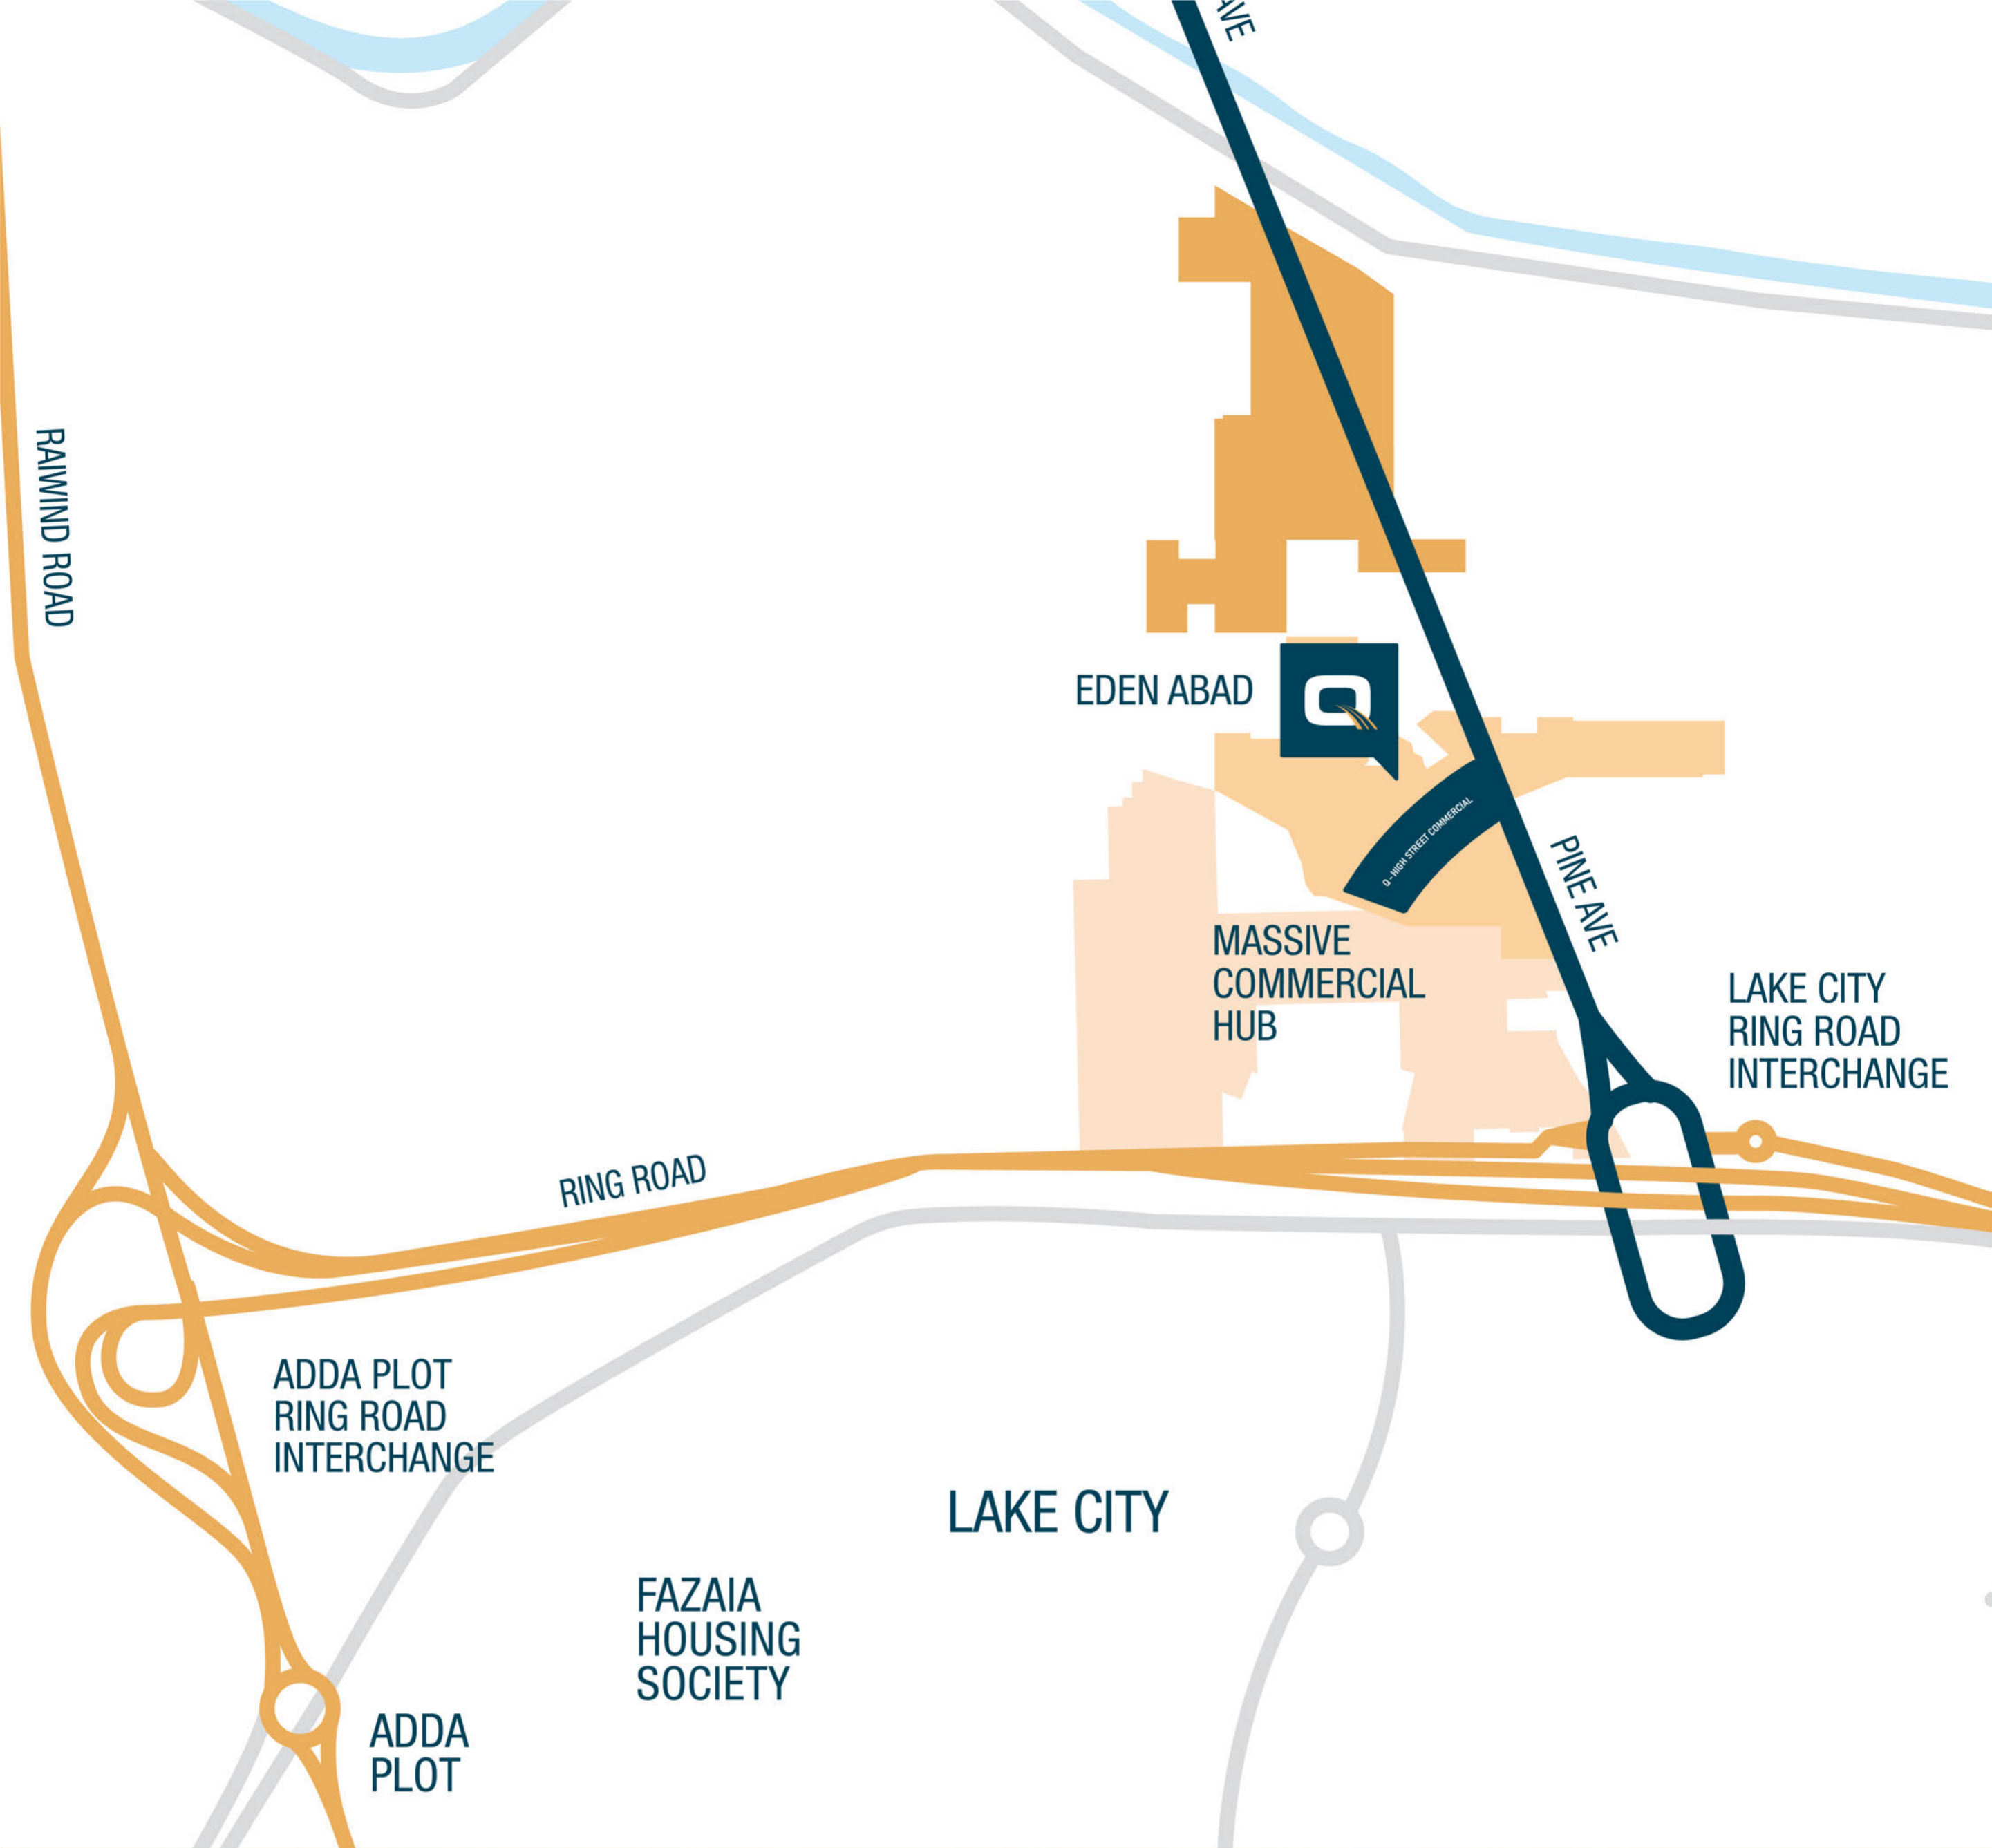 AVE
RAIWIND ROAD
EDEN ABAD
Q
Q - HIGH STREET COMMERCIAL
PINE AVE
MASSIVE
COMMERCIAL
HUB
LAKE CITY
RING ROAD
INTERCHANGE
RING ROAD
ADDA PLOT
RING ROAD
INTERCHANGE
LAKE CITY
FAZAIA
HOUSING
SOCIETY
ADDA
PLOT